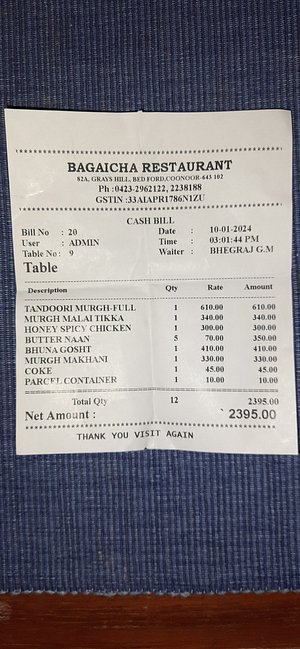 BAGAICHA RESTAURANT
82A, GRAYS HILL, BED FORD,COONOOR-643 102
Ph :0423-2962122, 2238188
GSTIN :33AIAPR1786N1ZU
CASH BILL
Bill No : 20 Date : 10-01-2024
User : ADMIN Time : 03:01:44 PM
Table No : 9 Waiter : BHEGRAJ G.M
Table
Description Qty Rate Amount
TANDOORI MURGH-FULL 1 610.00 610.00
MURGH MALAI TIKKA 1 340.00 340.00
HONEY SPICY CHICKEN 1 300.00 300.00
BUTTER NAAN 5 70.00 350.00
BHUNA GOSHT 1 410.00 410.00
MURGH MAKHANI 1 330.00 330.00
COKE 1 45.00 45.00
PARCEL CONTAINER 1 10.00 10.00
Total Qty 12 2395.00
Net Amount : ` 2395.00
THANK YOU VISIT AGAIN